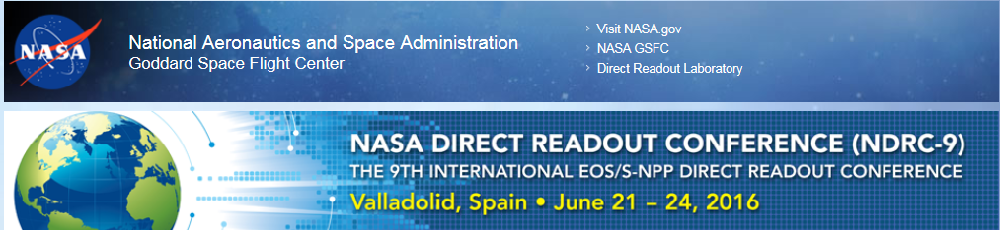 NASA
National Aeronautics and Space Administration
Goddard Space Flight Center
Visit NASA.gov
NASA GSFC
Direct Readout Laboratory
NASA DIRECT READOUT CONFERENCE (NDRC-9)
THE 9TH INTERNATIONAL EOS/S-NPP DIRECT READOUT CONFERENCE
Valladolid, Spain • June 21 – 24, 2016